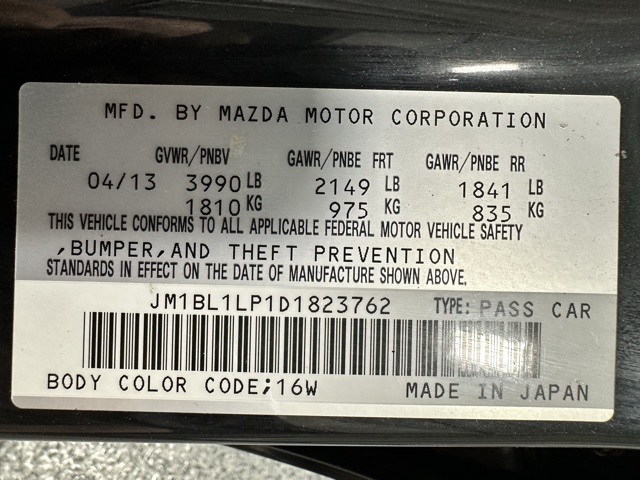 MFD. BY MAZDA MOTOR CORPORATION
DATE GVWR/PNBV GAWR/PNBE FRT GAWR/PNBE RR
04/13 3990 LB 2149 LB 1841 LB
1810 KG 975 KG 835 KG
THIS VEHICLE CONFORMS TO ALL APPLICABLE FEDERAL MOTOR VEHICLE SAFETY
,BUMPER,AND THEFT PREVENTION
STANDARDS IN EFFECT ON THE DATE OF MANUFACTURE SHOWN ABOVE.
JM1BL1LP1D1823762 TYPE: PASS CAR
BODY COLOR CODE;16W MADE IN JAPAN